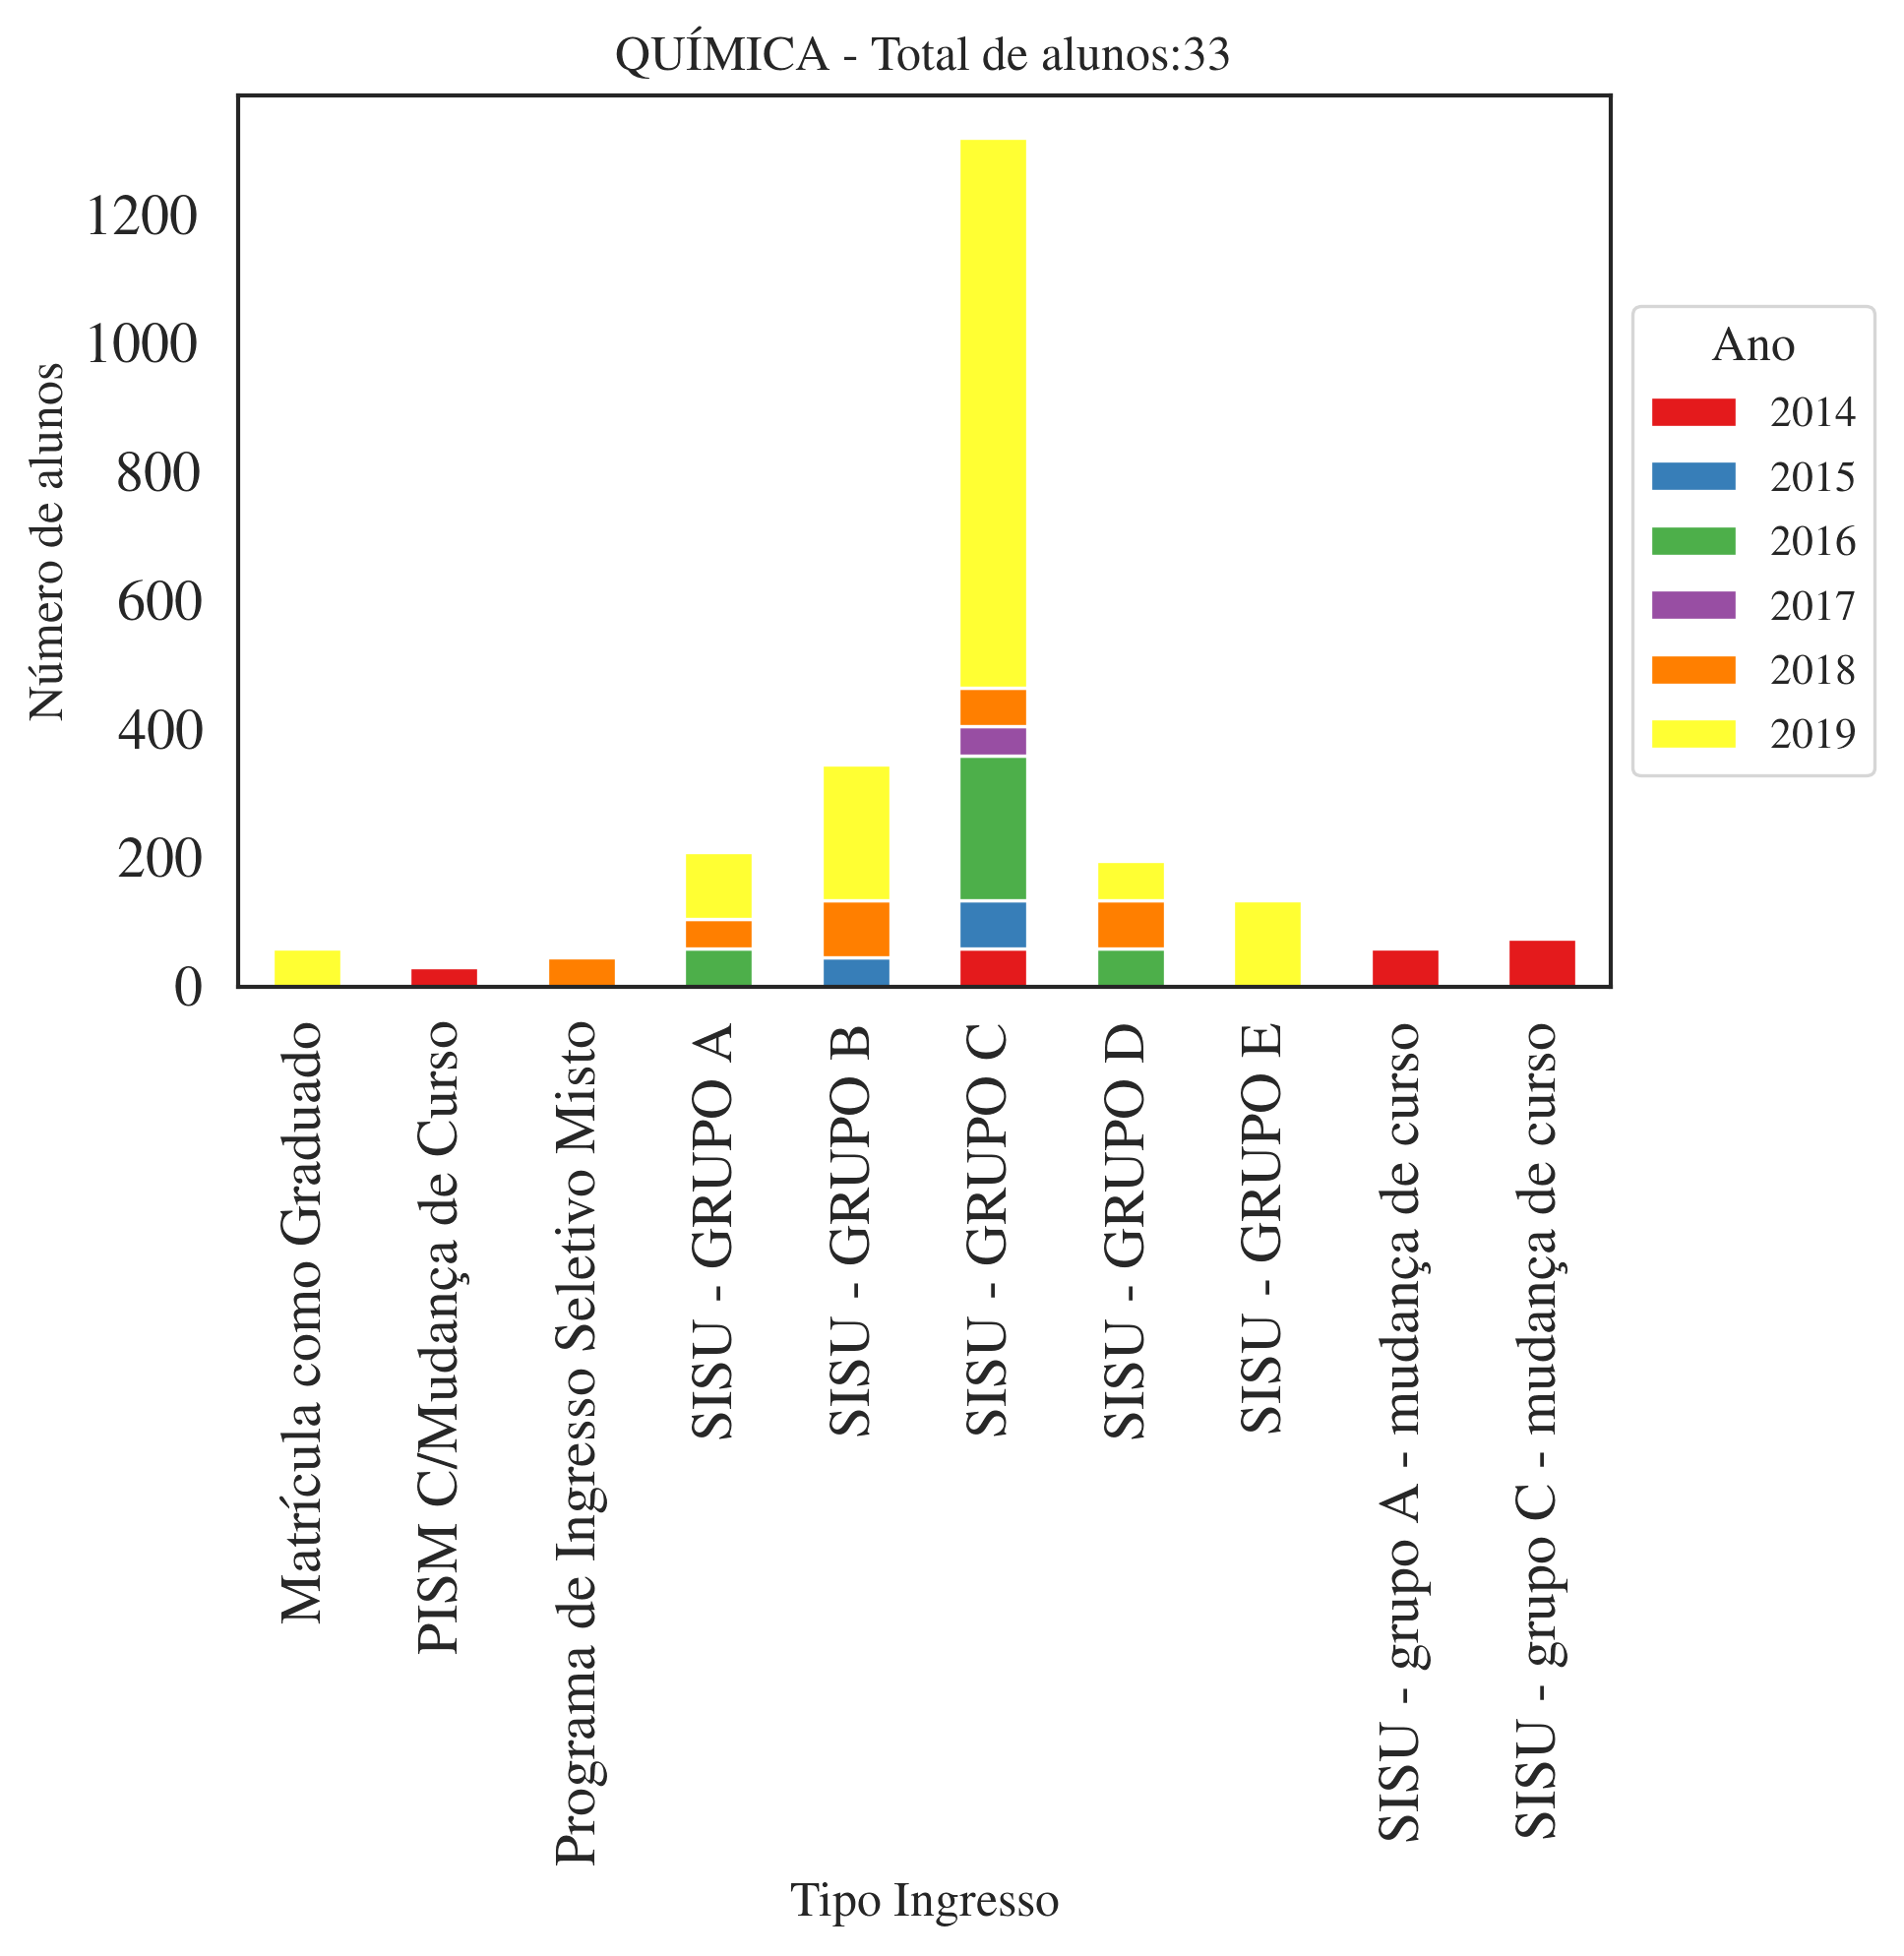 QUÍMICA - Total de alunos:33
Número de alunos
1200
1000
800
600
400
200
0
Ano
2014
2015
2016
2017
2018
2019
Matrícula como Graduado
PISM C/Mudança de Curso
Programa de Ingresso Seletivo Misto
SISU - GRUPO A
SISU - GRUPO B
SISU - GRUPO C
SISU - GRUPO D
SISU - GRUPO E
SISU - grupo A - mudança de curso
SISU - grupo C - mudança de curso
Tipo Ingresso